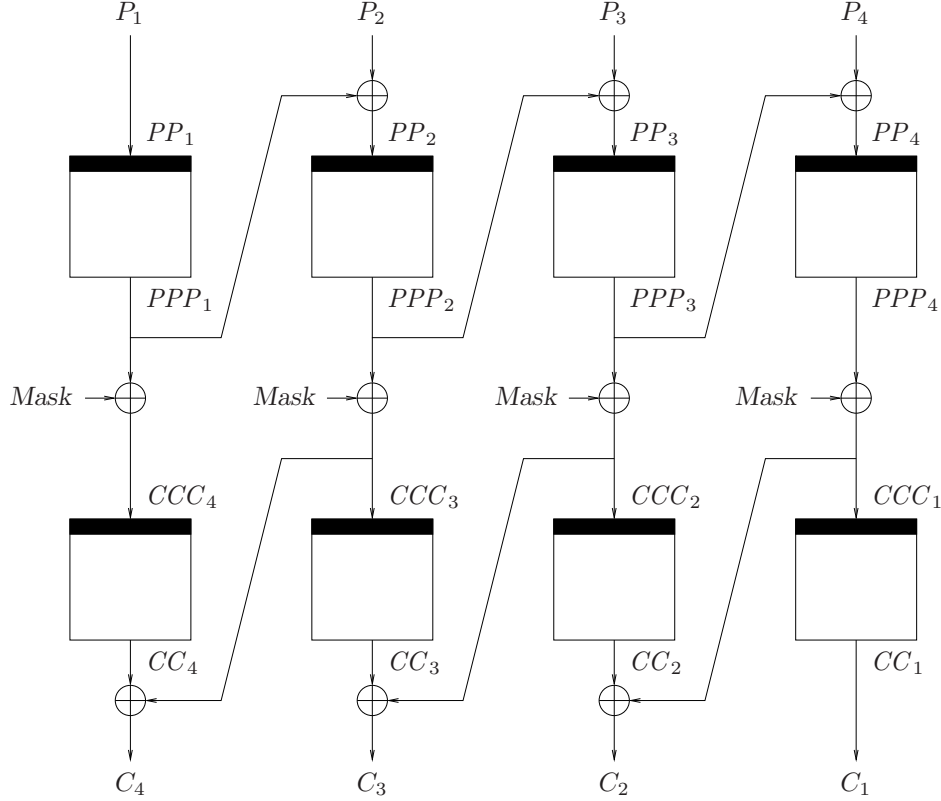 P1 P2 P3 P4
PP1 PP2 PP3 PP4
PPP1 PPP2 PPP3 PPP4
Mask Mask Mask Mask
CCC4 CCC3 CCC2 CCC1
CC4 CC3 CC2 CC1
C4 C3 C2 C1